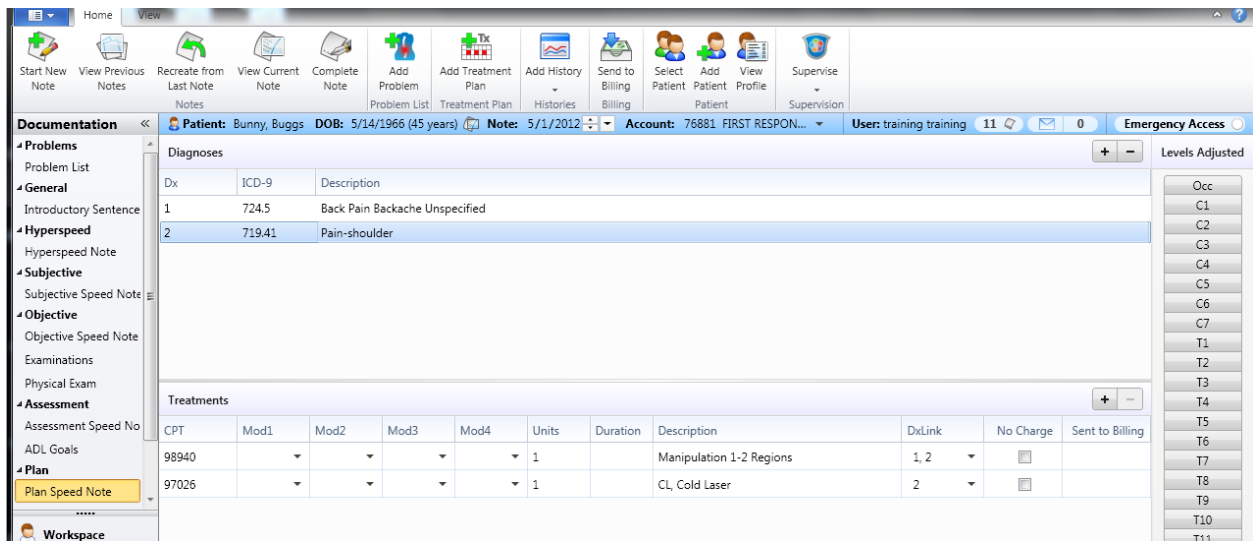 Home View
Start New Note
View Previous Notes
Recreate from Last Note
View Current Note
Complete Note
Add Problem
Add Treatment Plan
Add History
Send to Billing
Select Patient
Add Patient
View Profile
Supervise
Notes
Problem List
Treatment Plan
Histories
Billing
Patient
Supervision
Documentation «
Patient: Bunny, Buggs DOB: 5/14/1966 (45 years) Note: 5/1/2012 Account: 76881 FIRST RESPON... User: training training 11 0 Emergency Access
Problems
Problem List
General
Introductory Sentence
Hyperspeed
Hyperspeed Note
Subjective
Subjective Speed Note
Objective
Objective Speed Note
Examinations
Physical Exam
Assessment
Assessment Speed No
ADL Goals
Plan
Plan Speed Note
Workspace
Diagnoses + -
Dx ICD-9 Description
1 724.5 Back Pain Backache Unspecified
2 719.41 Pain-shoulder
Treatments + -
CPT Mod1 Mod2 Mod3 Mod4 Units Duration Description DxLink No Charge Sent to Billing
98940 1 Manipulation 1-2 Regions 1, 2
97026 1 CL, Cold Laser 2
Levels Adjusted
Occ
C1
C2
C3
C4
C5
C6
C7
T1
T2
T3
T4
T5
T6
T7
T8
T9
T10
T11